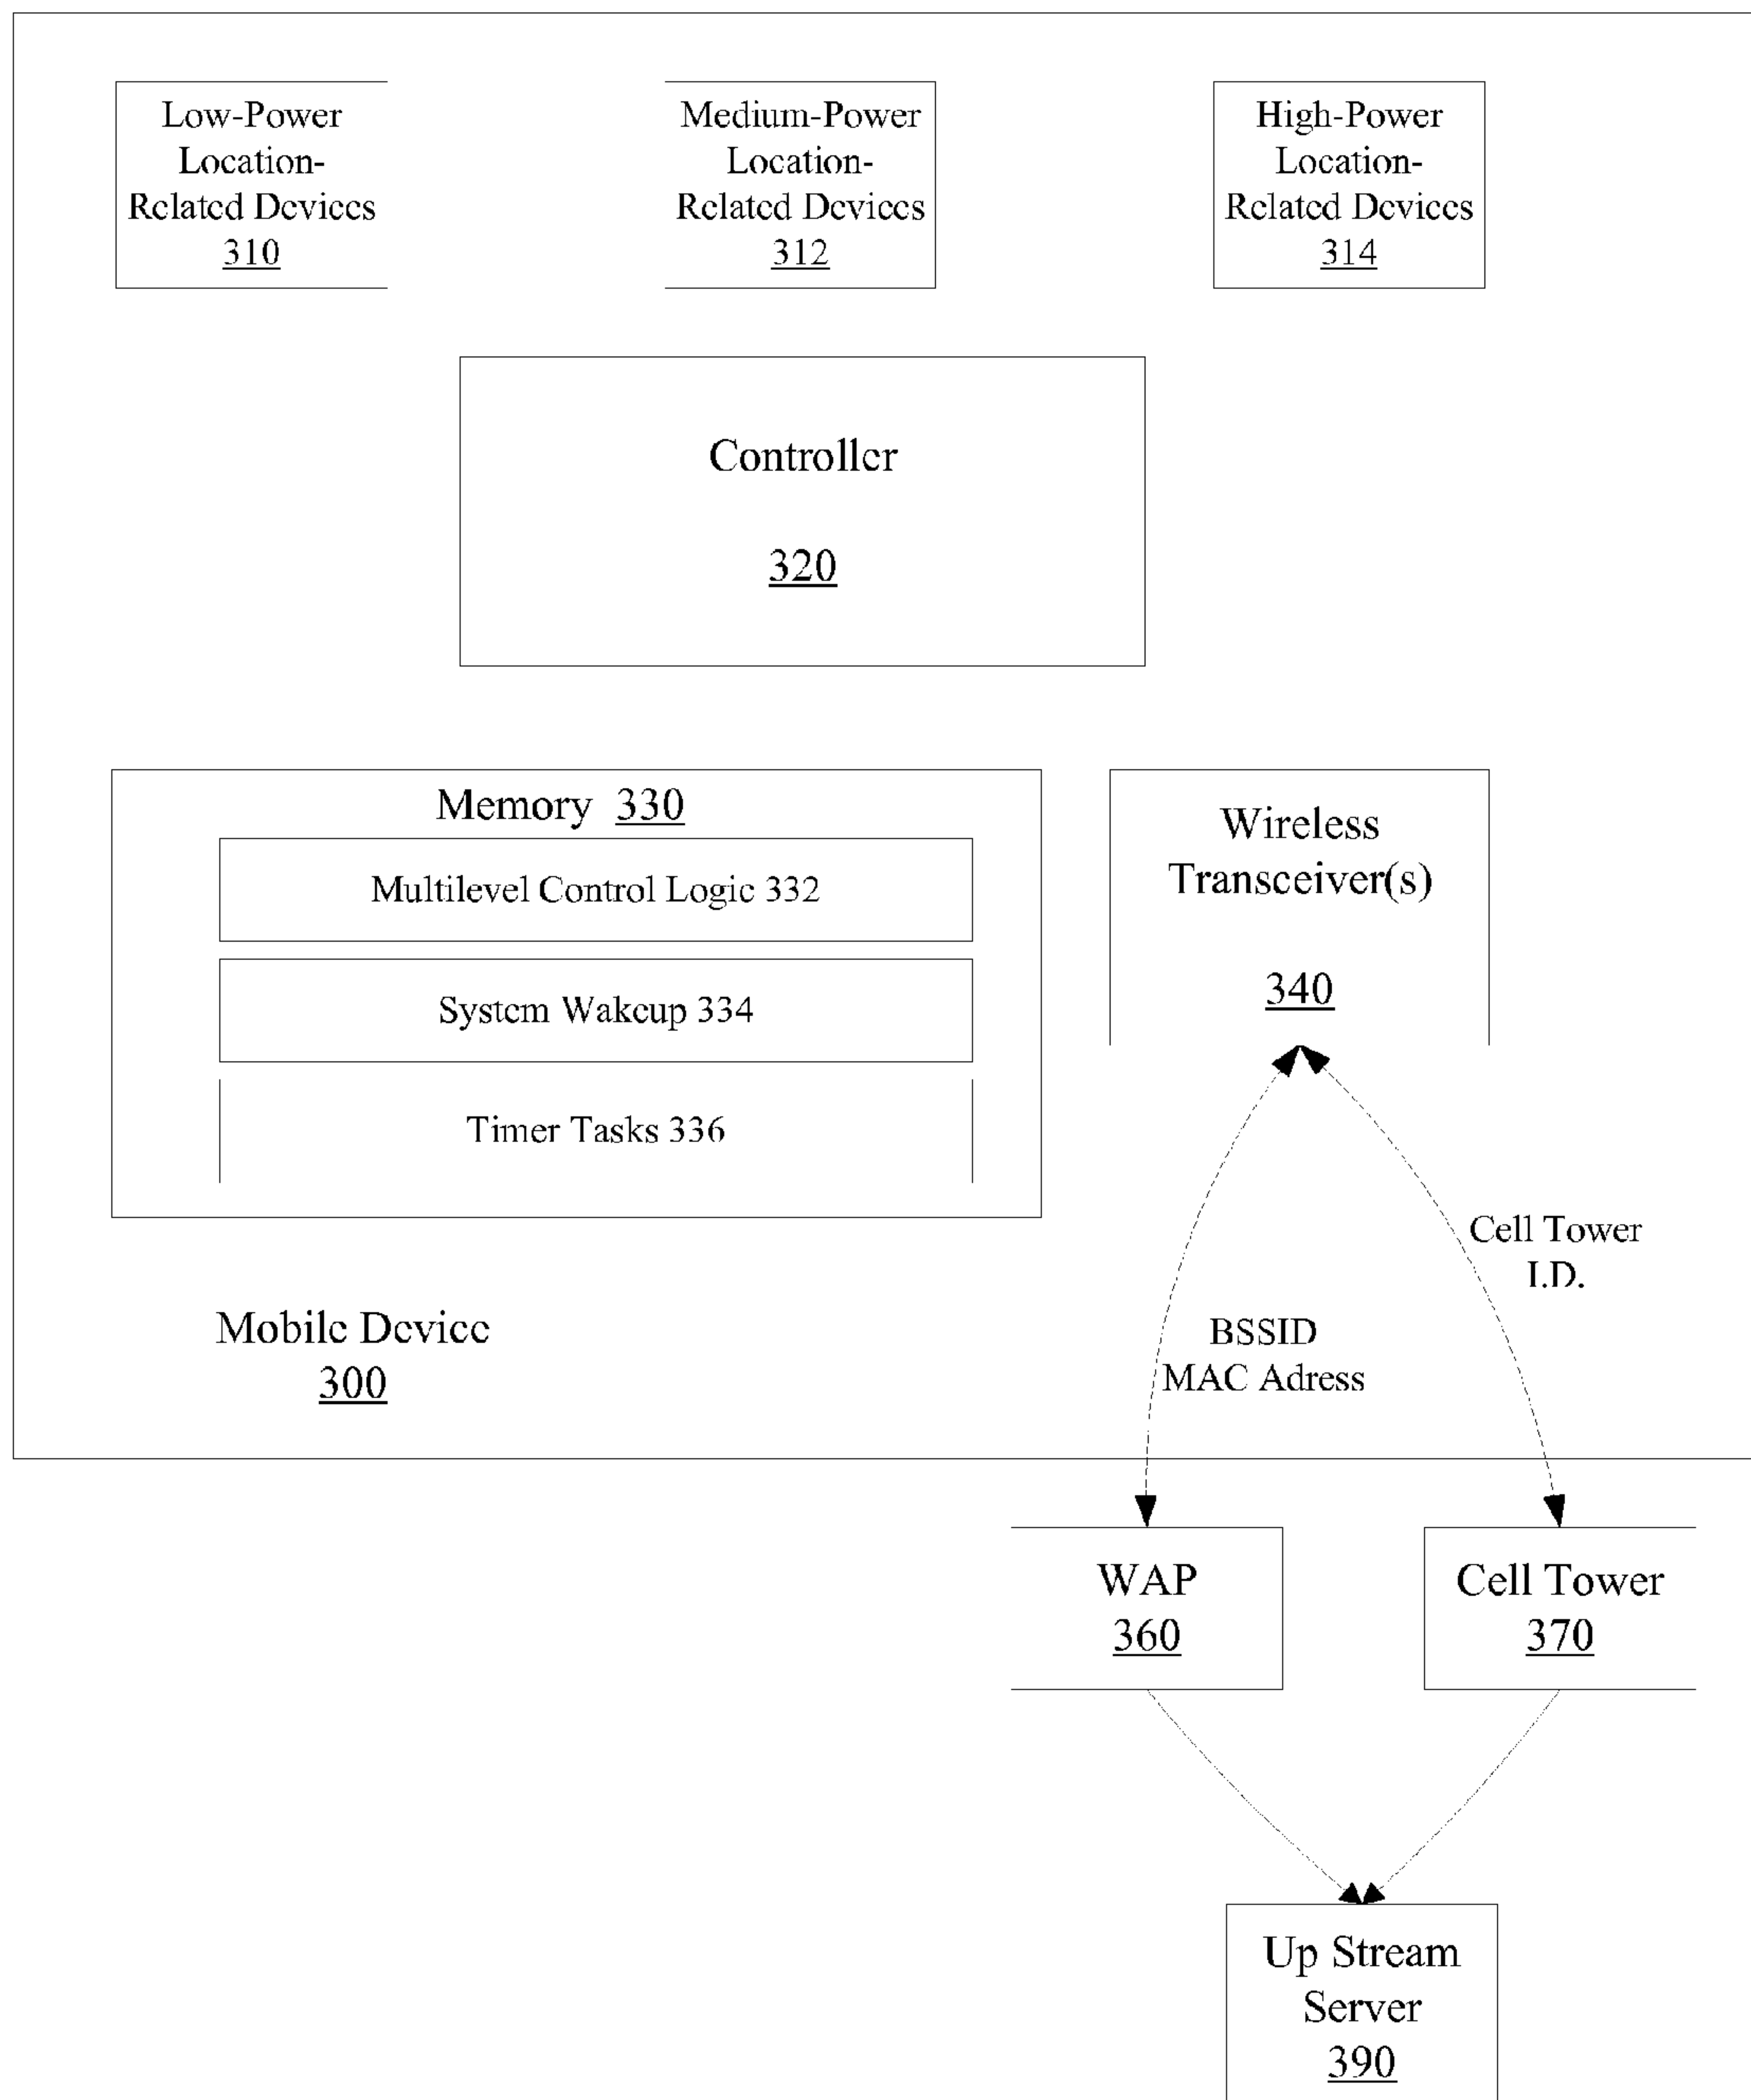 Low-Power
Location-
Related Devices
310
Medium-Power
Location-
Related Devices
312
High-Power
Location-
Related Devices
314
Controller
320
Memory 330
Multilevel Control Logic 332
System Wakeup 334
Timer Tasks 336
Wireless
Transceiver(s)
340
Cell Tower
I.D.
BSSID
MAC Adress
Mobile Device
300
WAP
360
Cell Tower
370
Up Stream
Server
390